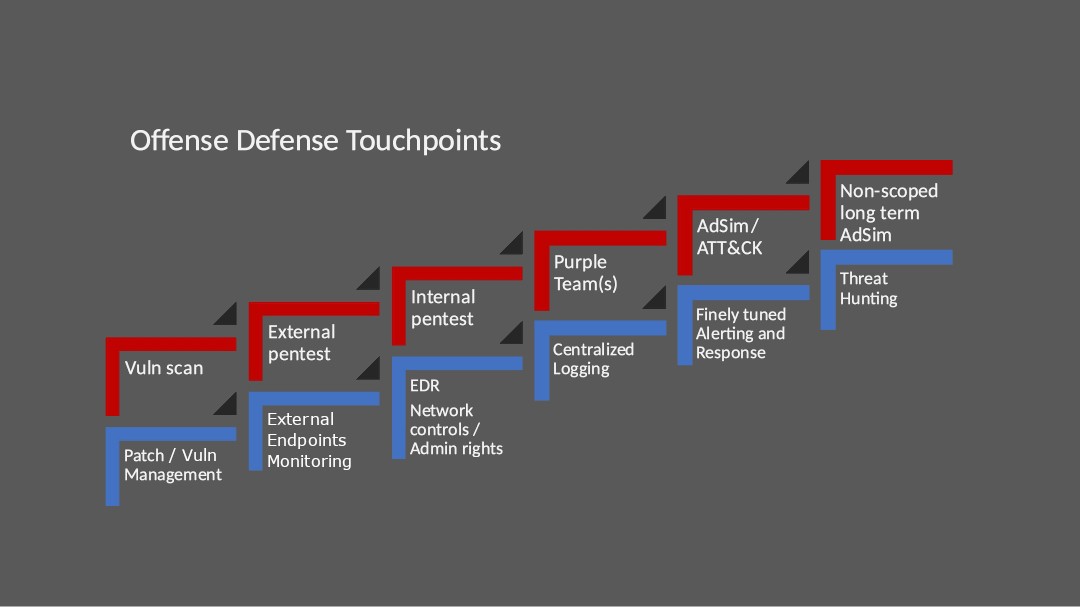 Offense Defense Touchpoints
Vuln scan
External
pentest
Internal
pentest
Purple
Team(s)
AdSim/
ATT&CK
Non-scoped
long term
AdSim
Patch / Vuln
Management
External
Endpoints
Monitoring
EDR
Network
controls /
Admin rights
Centralized
Logging
Finely tuned
Alerting and
Response
Threat
Hunting